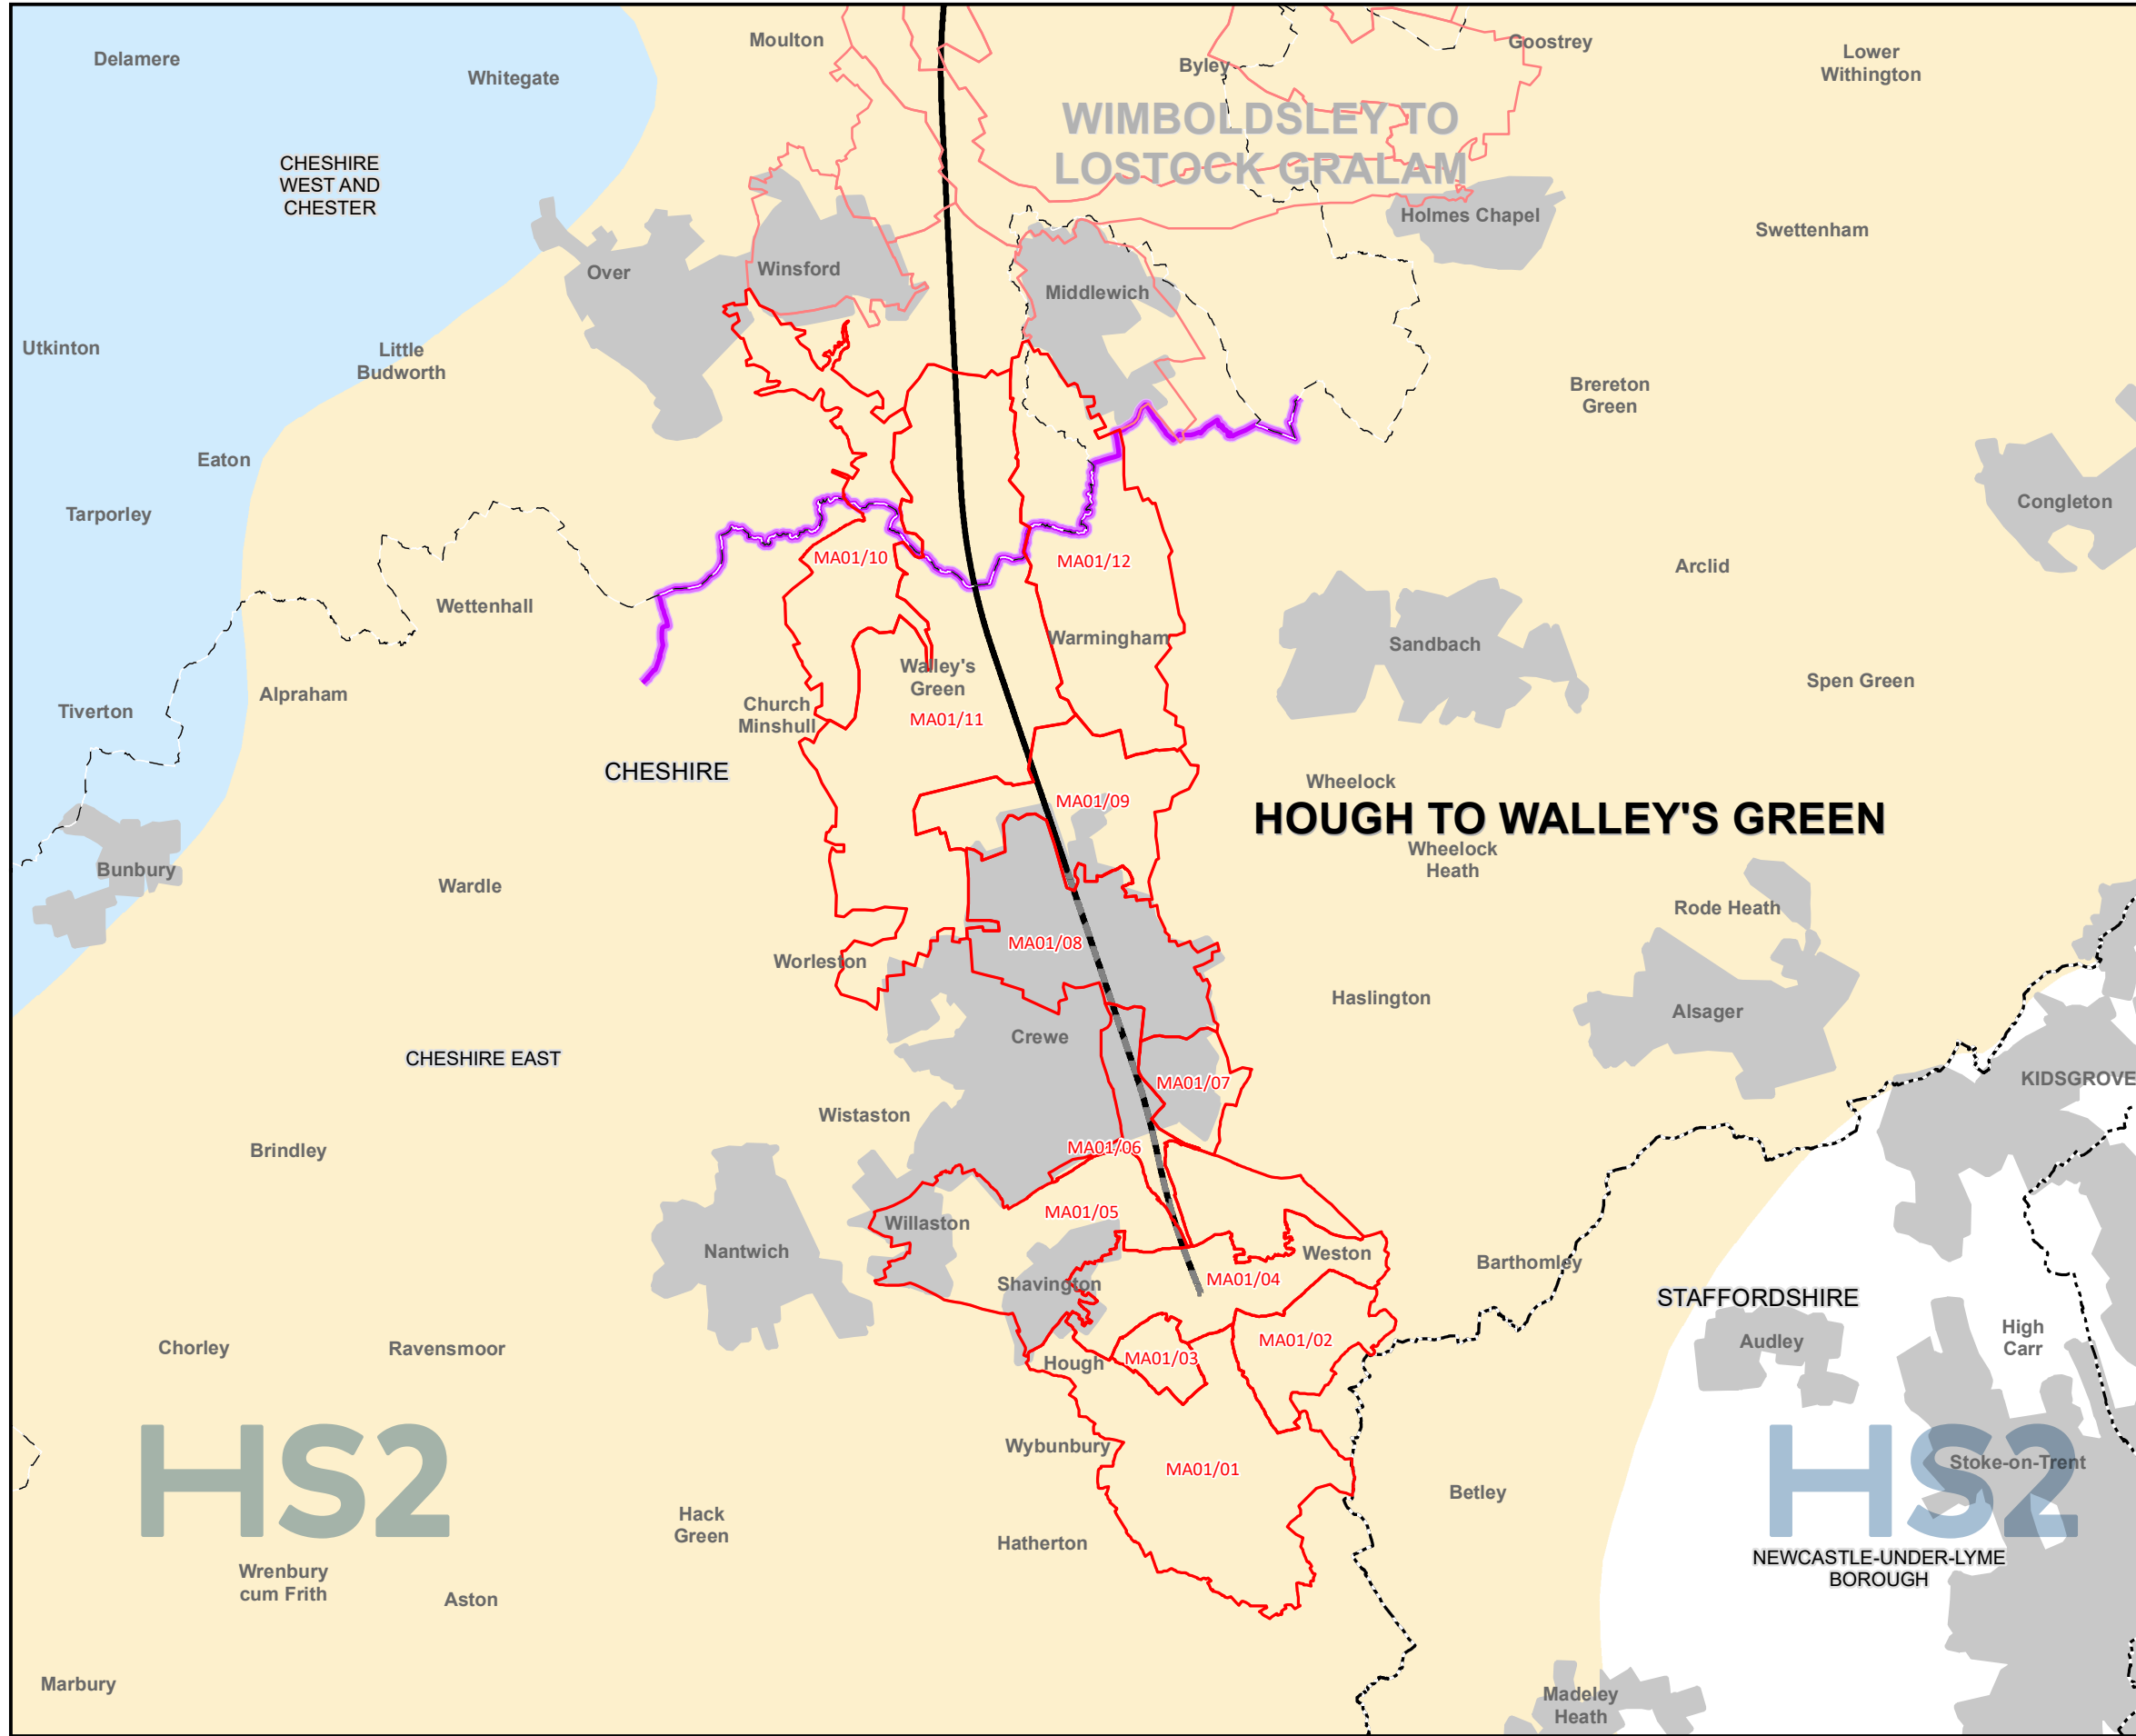 Delamere
Whitegate
Moulton
Byley
Goostrey
Lower
Withington
WIMBOLDSLEY TO
LOSTOCK GRALAM
CHESHIRE
WEST AND
CHESTER
Over
Winsford
Middlewich
Holmes Chapel
Swettenham
Utkinton
Little
Budworth
Brereton
Green
Eaton
Tarporley
Congleton
MA01/10
MA01/12
Arclid
Wettenhall
Warmingham
Sandbach
Walley's
Green
Spen Green
Alpraham
Tiverton
Church
Minshull
MA01/11
CHESHIRE
Wheelock
MA01/09
HOUGH TO WALLEY'S GREEN
Wheelock
Heath
Bunbury
Wardle
Rode Heath
MA01/08
Worleston
Haslington
Alsager
Crewe
CHESHIRE EAST
MA01/07
KIDSGROVE
Wistaston
Brindley
MA01/06
MA01/05
Willaston
Nantwich
Weston
Barthomley
Shavington
MA01/04
STAFFORDSHIRE
Audley
High
Carr
Chorley
Ravensmoor
MA01/02
Hough
MA01/03
Wybunbury
MA01/01
HS2
HS2
Stoke-on-Trent
Betley
Hack
Green
Hatherton
NEWCASTLE-UNDER-LYME
BOROUGH
Wrenbury
cum Frith
Aston
Marbury
Madeley
Heath